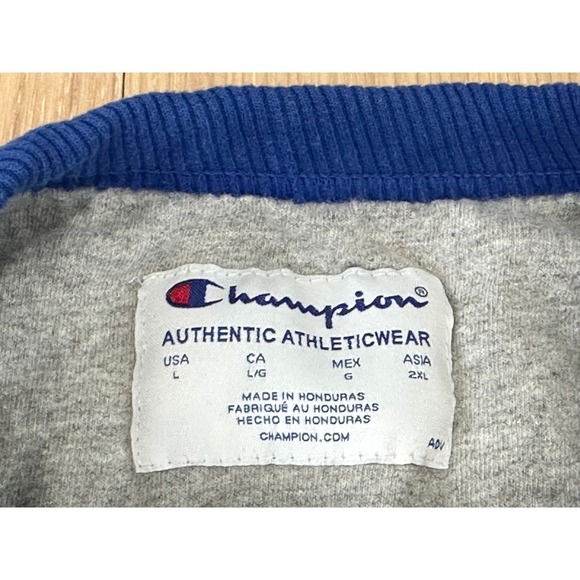 Champion®
AUTHENTIC ATHLETICWEAR
USA CA MEX ASIA
L L/G G 2XL
MADE IN HONDURAS
FABRIQUÉ AU HONDURAS
HECHO EN HONDURAS
CHAMPION.COM
ADV